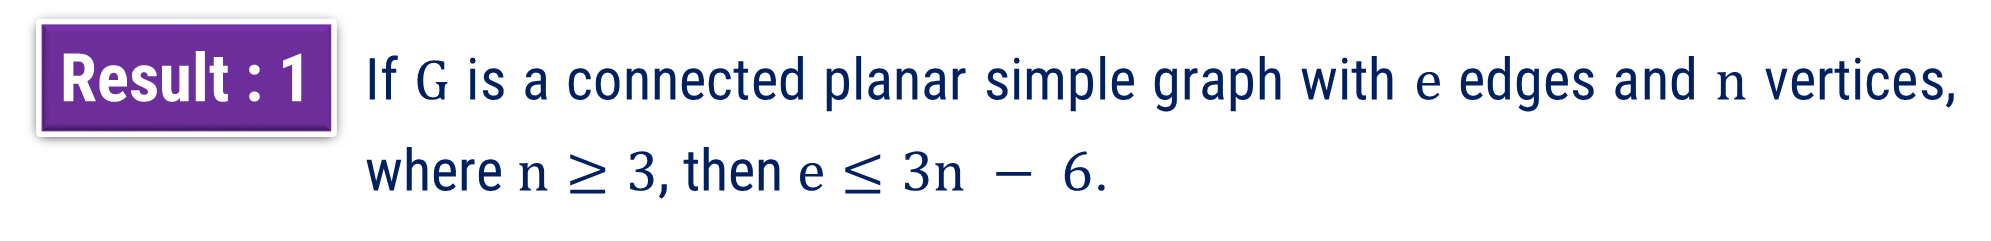 Result : 1 If G is a connected planar simple graph with e edges and n vertices,
where n ≥ 3, then e ≤ 3n − 6.